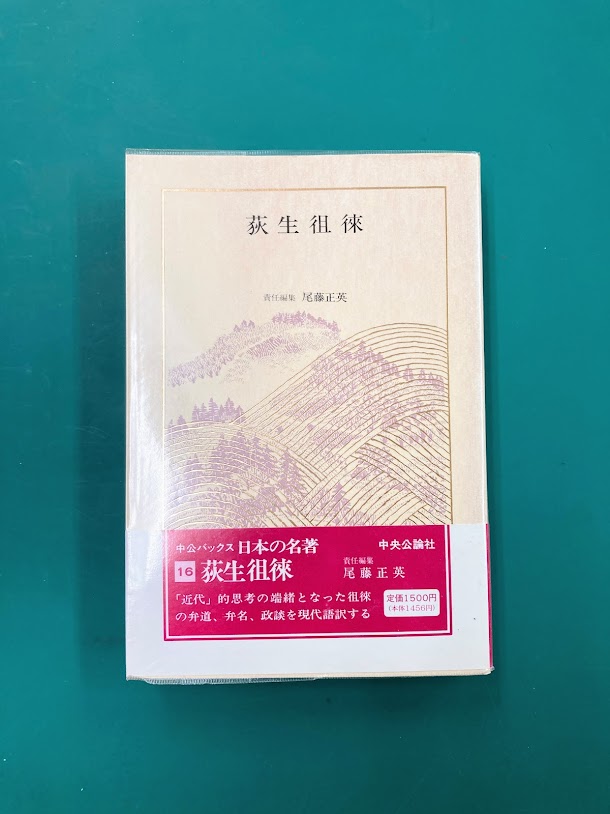 荻生徂徠
責任編集 尾藤正英
中公バックス 日本の名著
中央公論社
16 荻生徂徠
責任編集
尾藤正英
「近代」的思考の端緒となった徂徠
の弁道、弁名、政談を現代語訳する
定価1500円
(本体1456円)